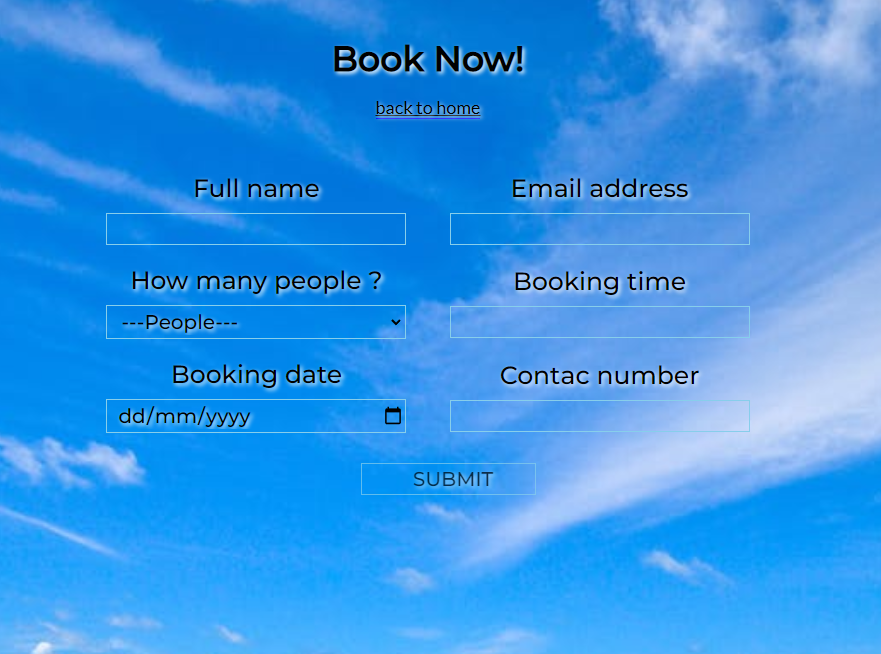 Book Now!
back to home
Full name
Email address
How many people ?
Booking time
---People---
Booking date
Contac number
dd/mm/yyyy
SUBMIT